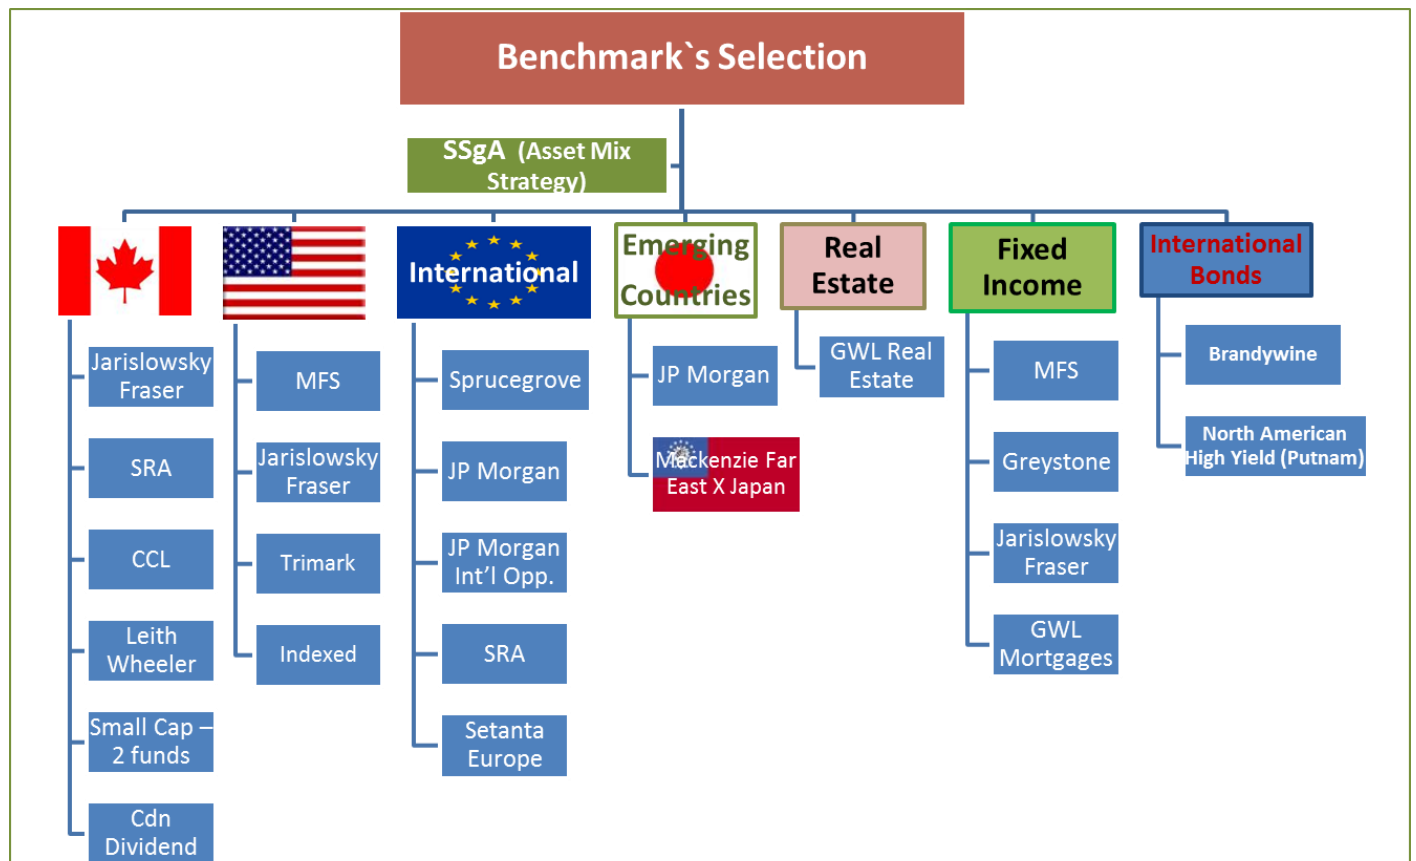 Benchmark`s Selection
SSgA (Asset Mix
Strategy)
International
Emerging
Countries
Real
Estate
Fixed
Income
International
Bonds
Jarislowsky
Fraser
SRA
CCL
Leith
Wheeler
Small Cap –
2 funds
Cdn
Dividend
MFS
Jarislowsky
Fraser
Trimark
Indexed
Sprucegrove
JP Morgan
JP Morgan
Int’l Opp.
SRA
Setanta
Europe
JP Morgan
Mackenzie Far
East X Japan
GWL Real
Estate
MFS
Greystone
Jarislowsky
Fraser
GWL
Mortgages
Brandywine
North American
High Yield (Putnam)